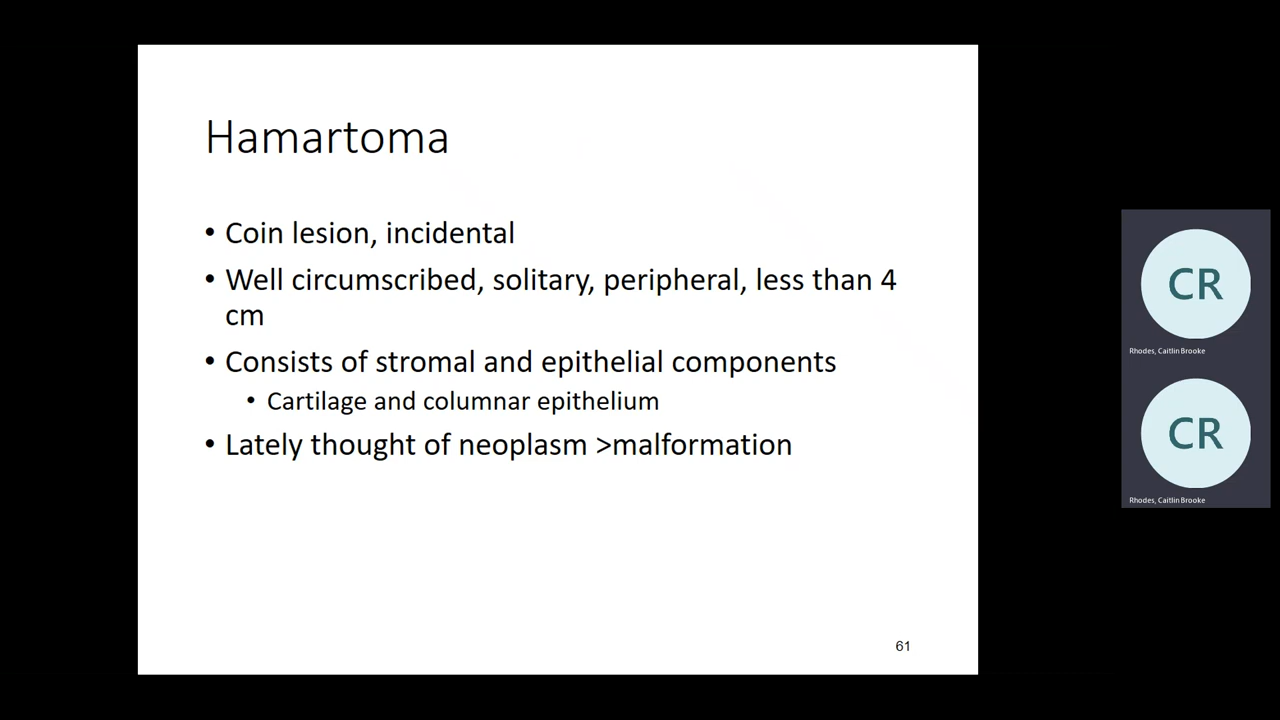 Hamartoma
• Coin lesion, incidental
• Well circumscribed, solitary, peripheral, less than 4
cm
• Consists of stromal and epithelial components
• Cartilage and columnar epithelium
• Lately thought of neoplasm >malformation
61
CR
Rhodes, Caitlin Brooke
CR
Rhodes, Caitlin Brooke